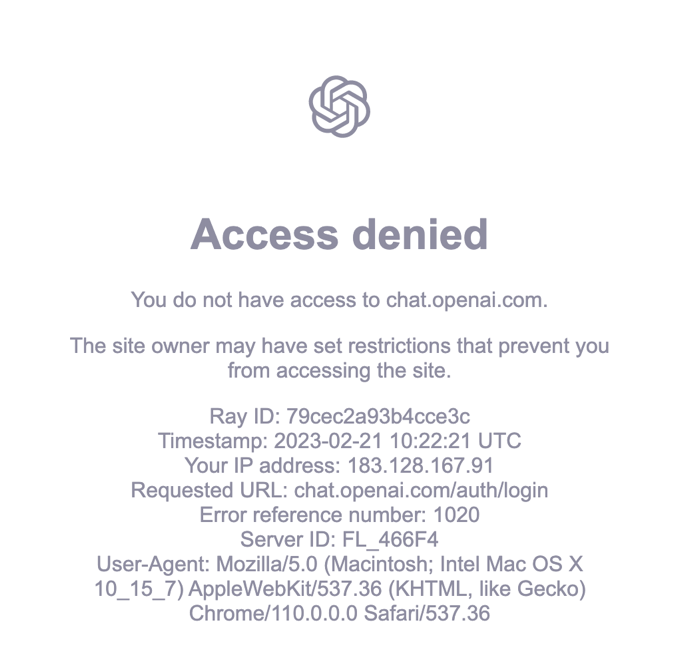 Access denied
You do not have access to chat.openai.com.
The site owner may have set restrictions that prevent you
from accessing the site.
Ray ID: 79cec2a93b4cce3c
Timestamp: 2023-02-21 10:22:21 UTC
Your IP address: 183.128.167.91
Requested URL: chat.openai.com/auth/login
Error reference number: 1020
Server ID: FL_466F4
User-Agent: Mozilla/5.0 (Macintosh; Intel Mac OS X
10_15_7) AppleWebKit/537.36 (KHTML, like Gecko)
Chrome/110.0.0.0 Safari/537.36